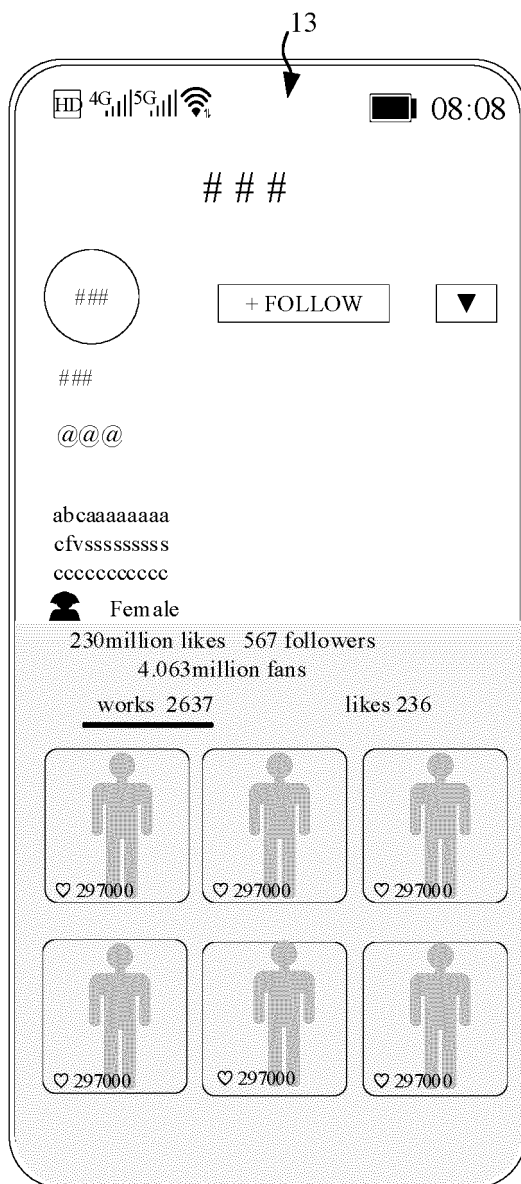 13
HD 4G 5G 08:08
# # #
###
+ FOLLOW ▼
###
@@@
abcaaaaaaaa
cfvsssssssss
ccccccccccc
Female
230million likes 567 followers
4.063million fans
works 2637 likes 236
♡ 297000 ♡ 297000 ♡ 297000
♡ 297000 ♡ 297000 ♡ 297000